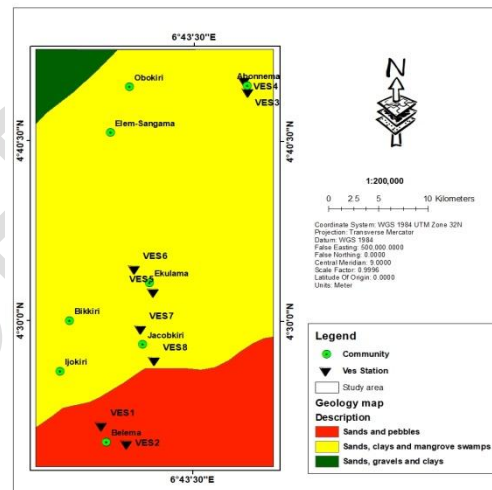 6°43'30"E
Obokiri
Abonnema
VES4
VES3
N
Elem-Sangama
4°40'30"N
4°40'30"N
1:200,000
0 2.5 5 10 Kilometers
Coordinate System: WGS 1984 UTM Zone 32N
Projection: Transverse Mercator
Datum: WGS 1984
False Easting: 500,000.0000
False Northing: 0.0000
Central Meridian: 9.0000
Scale Factor: 0.9996
Latitude Of Origin: 0.0000
Units: Meter
VES6
VES5
Ekulama
Bikkiri
VES7
4°30'0"N
4°30'0"N
Jacobkiri
VES8
Ijokiri
Legend
Community
Ves Station
Study area
Geology map
Description
Sands and pebbles
Sands, clays and mangrove swamps
Sands, gravels and clays
VES1
Belema
VES2
6°43'30"E